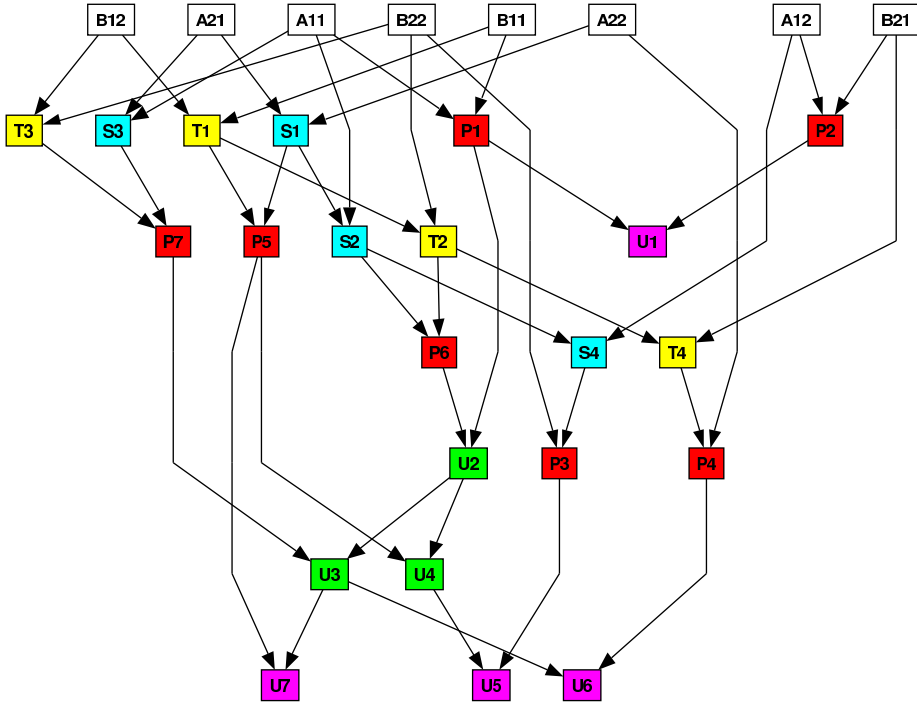 B12 A21 A11 B22 B11 A22 A12 B21
T3 S3 T1 S1 P1 P2
P7 P5 S2 T2 U1
P6 S4 T4
U2 P3 P4
U3 U4
U7 U5 U6